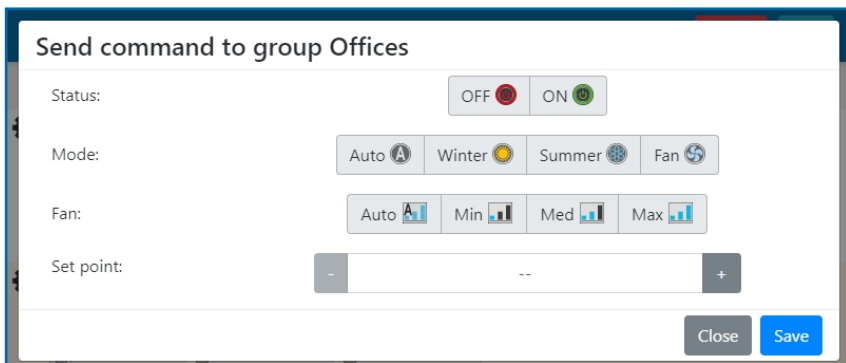 Send command to group Offices
Status: OFF ON
Mode: Auto A Winter Summer Fan
Fan: Auto A Min Med Max
Set point: - -- +
Close Save